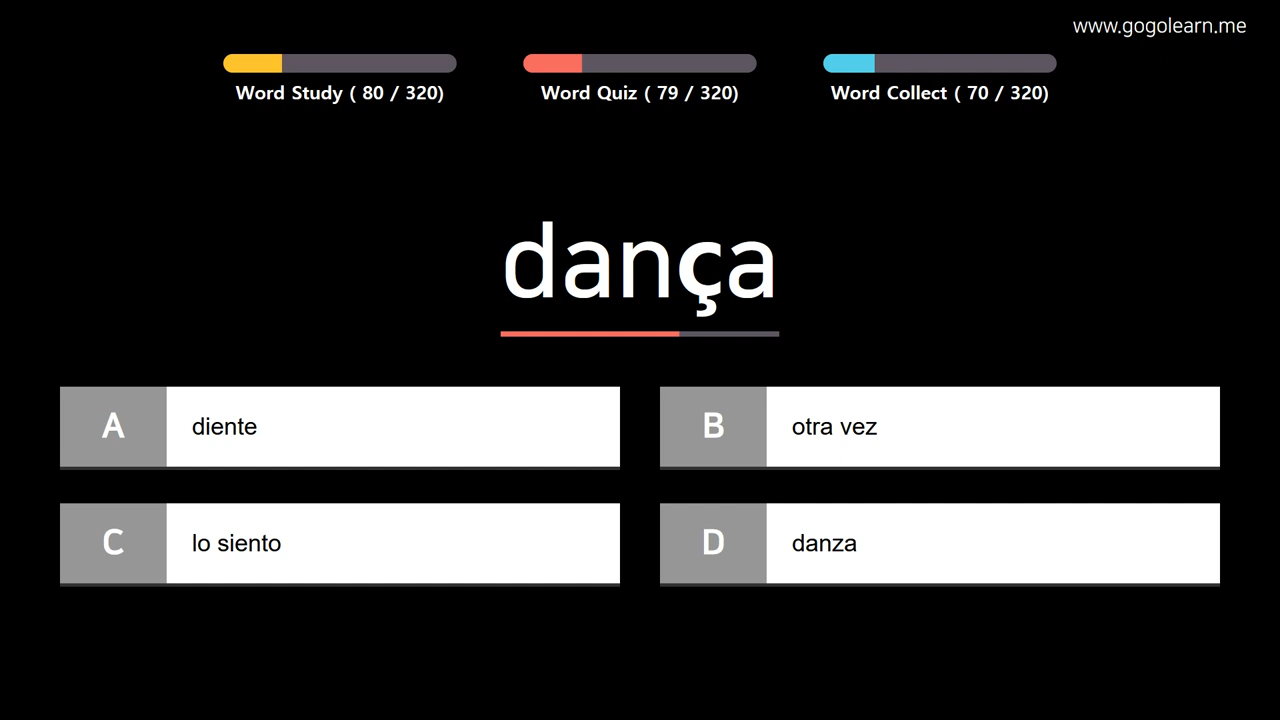 www.gogolearn.me
Word Study ( 80 / 320)
Word Quiz ( 79 / 320)
Word Collect ( 70 / 320)
dança
A diente
B otra vez
C lo siento
D danza